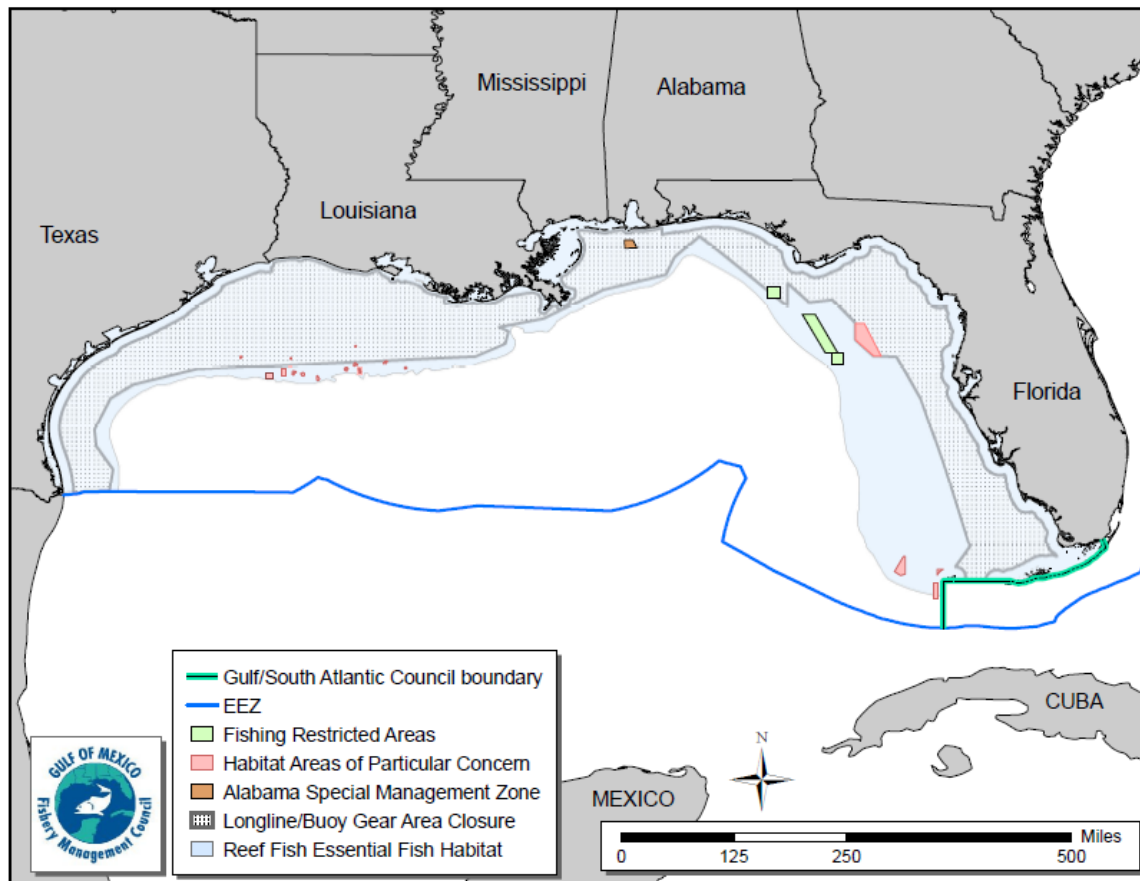 Mississippi
Alabama
Louisiana
Texas
Florida
Gulf/South Atlantic Council boundary
EEZ
Fishing Restricted Areas
Habitat Areas of Particular Concern
Alabama Special Management Zone
Longline/Buoy Gear Area Closure
Reef Fish Essential Fish Habitat
GULF OF MEXICO
Fishery Management Council
N
MEXICO
CUBA
Miles
0 125 250 500